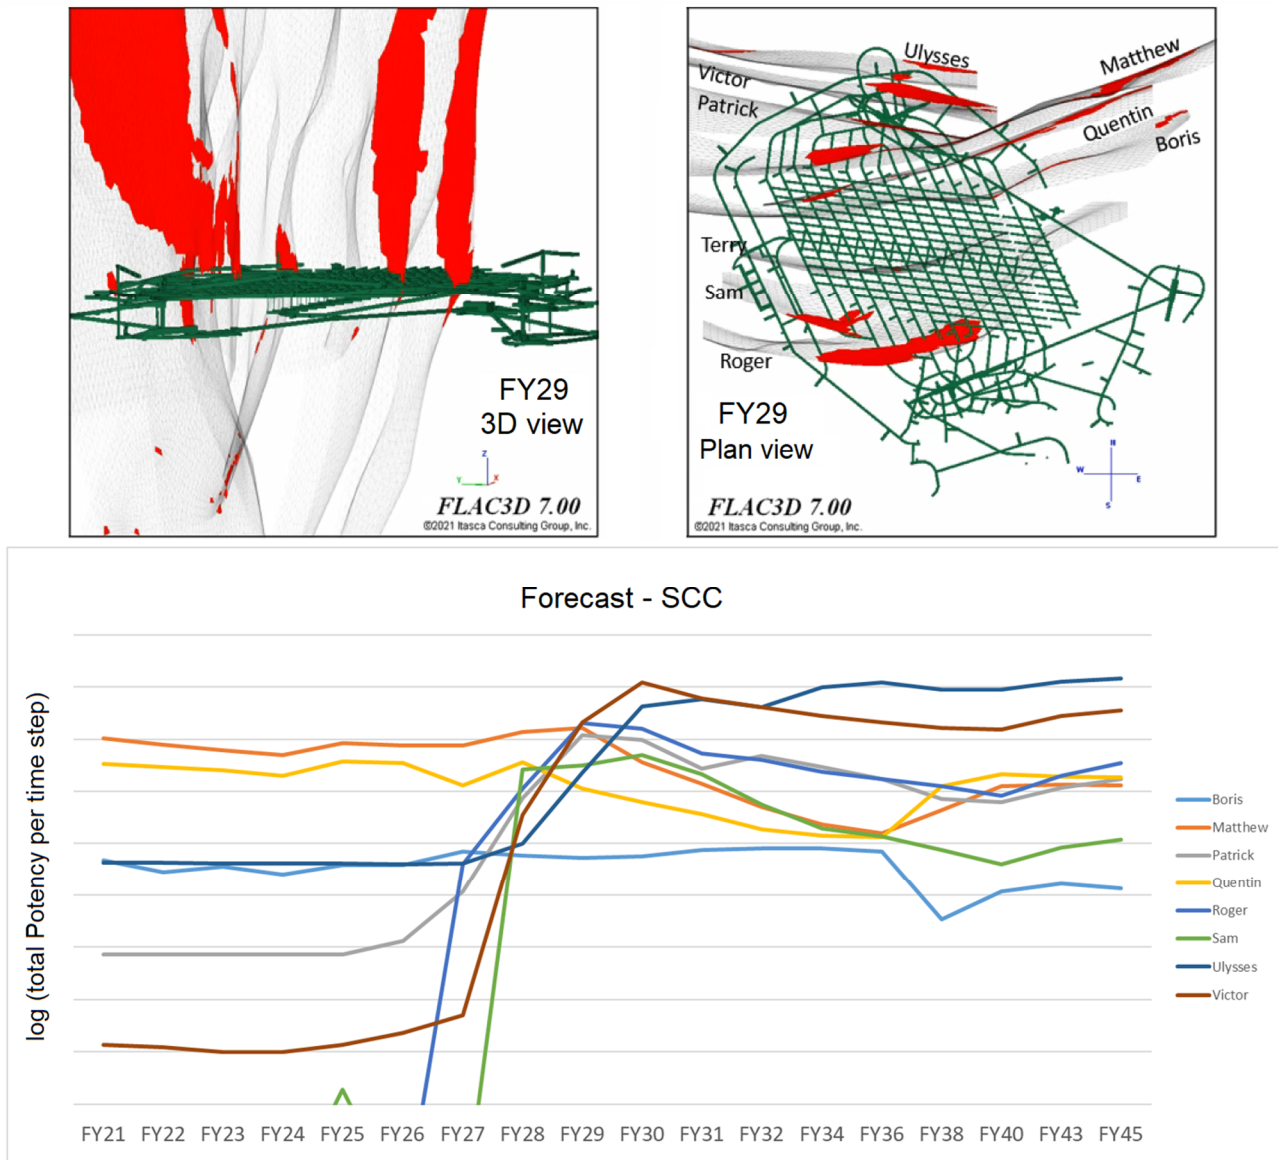 FY29
3D view
Z
Y
X
FLAC3D 7.00
©2021 Itasca Consulting Group, Inc.
Ulysses
Matthew
Victor
Patrick
Quentin
Boris
Terry
Sam
Roger
FY29
Plan view
N
W
E
S
FLAC3D 7.00
©2021 Itasca Consulting Group, Inc.
Forecast - SCC
log (total Potency per time step)
Boris
Matthew
Patrick
Quentin
Roger
Sam
Ulysses
Victor
FY21 FY22 FY23 FY24 FY25 FY26 FY27 FY28 FY29 FY30 FY31 FY32 FY34 FY36 FY38 FY40 FY43 FY45